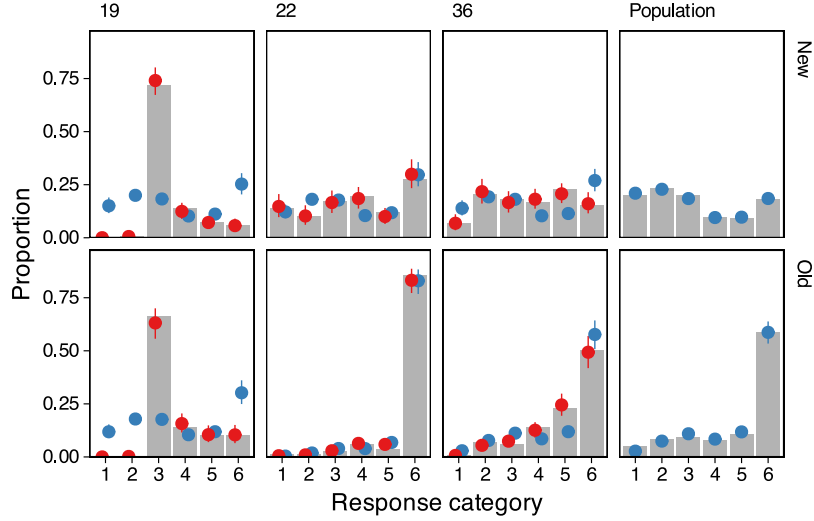 19 22 36 Population
New
0.75
0.50
0.25
0.00
Old
0.75
0.50
0.25
0.00
Proportion
1 2 3 4 5 6 1 2 3 4 5 6 1 2 3 4 5 6 1 2 3 4 5 6
Response category